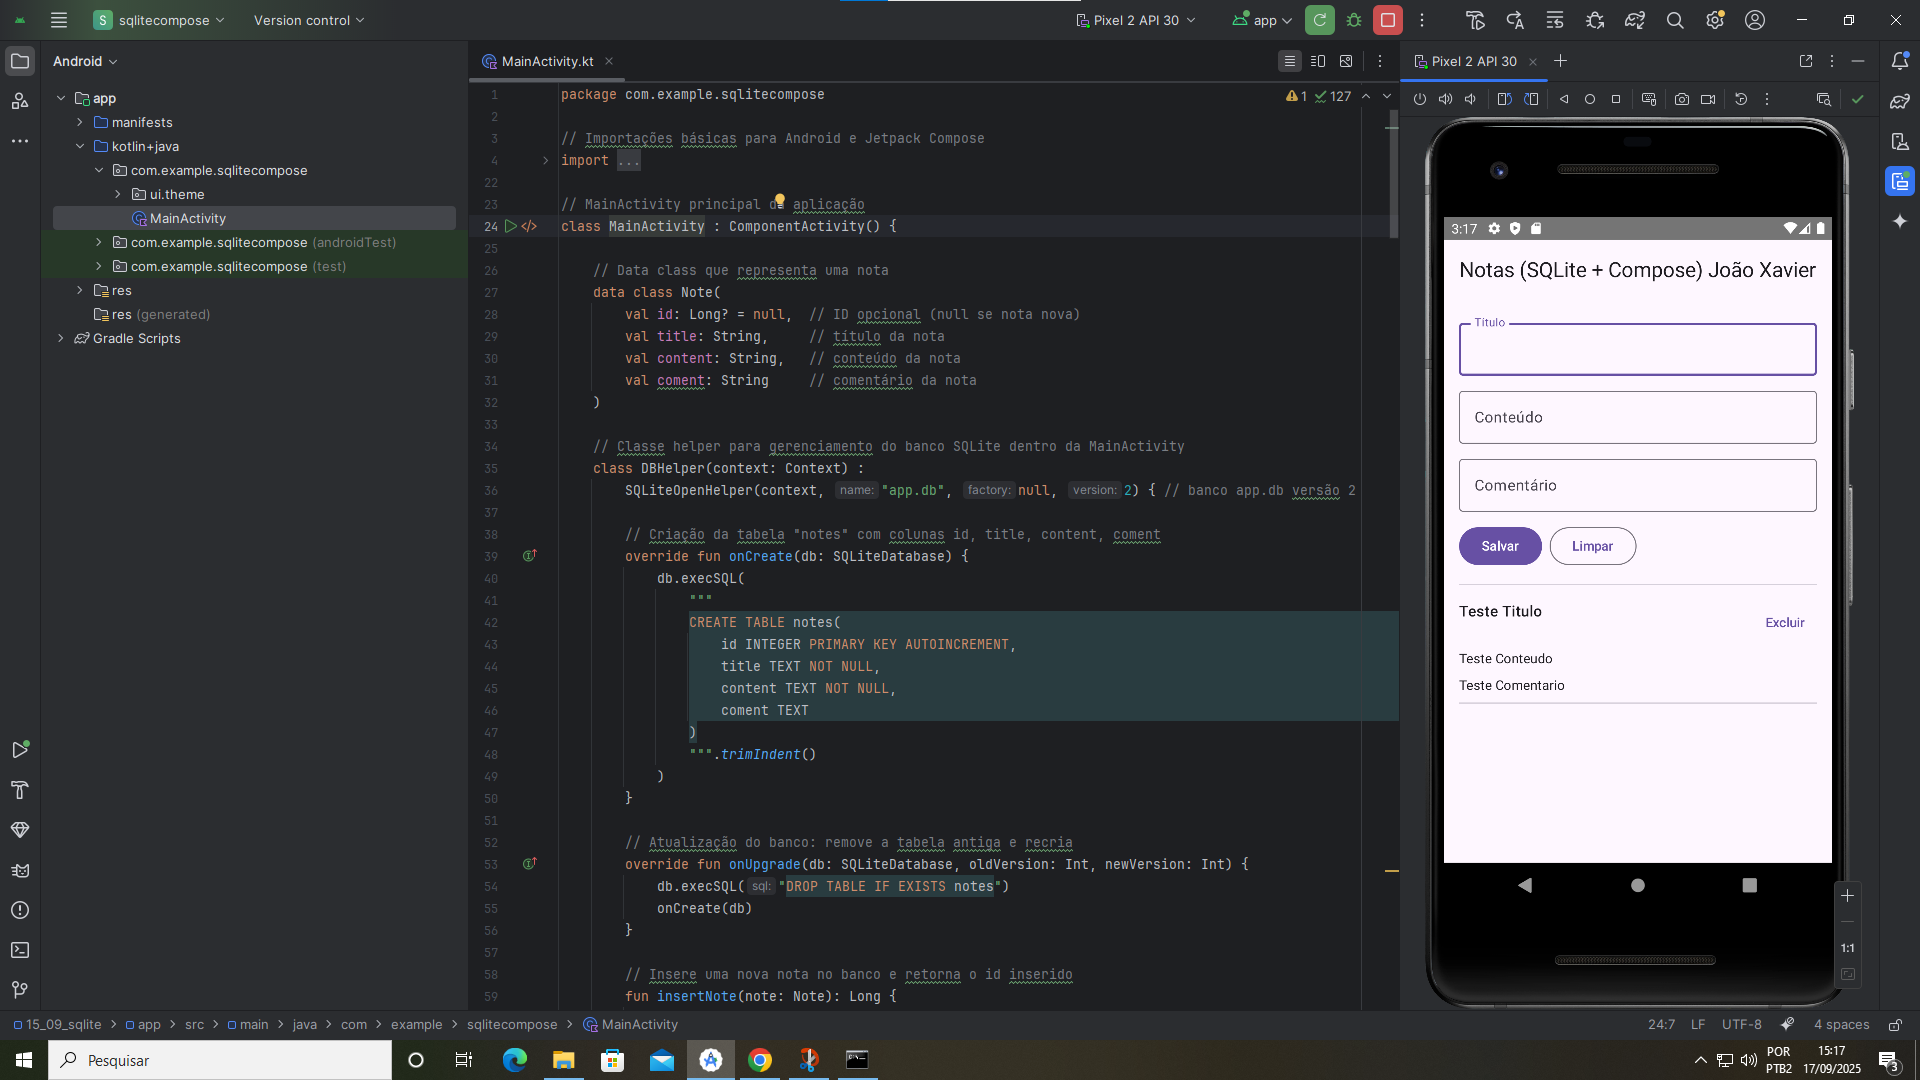 S sqlitecompose
Version control
Pixel 2 API 30
app
Android
MainActivity.kt
Pixel 2 API 30
app
manifests
kotlin+java
com.example.sqlitecompose
ui.theme
MainActivity
com.example.sqlitecompose (androidTest)
com.example.sqlitecompose (test)
res
res (generated)
Gradle Scripts
1 127
1 package com.example.sqlitecompose
2
3 // Importações básicas para Android e Jetpack Compose
4 import ...
22
23 // MainActivity principal da aplicação
24 class MainActivity : ComponentActivity() {
25
26 // Data class que representa uma nota
27 data class Note(
28 val id: Long? = null, // ID opcional (null se nota nova)
29 val title: String, // título da nota
30 val content: String, // conteúdo da nota
31 val coment: String // comentário da nota
32 )
33
34 // Classe helper para gerenciamento do banco SQLite dentro da MainActivity
35 class DBHelper(context: Context) :
36 SQLiteOpenHelper(context, name: "app.db", factory: null, version: 2) { // banco app.db versão 2
37
38 // Criação da tabela "notes" com colunas id, title, content, coment
39 override fun onCreate(db: SQLiteDatabase) {
40 db.execSQL(
41 """
42 CREATE TABLE notes(
43 id INTEGER PRIMARY KEY AUTOINCREMENT,
44 title TEXT NOT NULL,
45 content TEXT NOT NULL,
46 coment TEXT
47 )
48 """.trimIndent()
49 )
50 }
51
52 // Atualização do banco: remove a tabela antiga e recria
53 override fun onUpgrade(db: SQLiteDatabase, oldVersion: Int, newVersion: Int) {
54 db.execSQL( sql: "DROP TABLE IF EXISTS notes")
55 onCreate(db)
56 }
57
58 // Insere uma nova nota no banco e retorna o id inserido
59 fun insertNote(note: Note): Long {
3:17
Notas (SQLite + Compose) João Xavier
Título
Conteúdo
Comentário
Salvar Limpar
Teste Titulo
Excluir
Teste Conteudo
Teste Comentario
1:1
15_09_sqlite > app > src > main > java > com > example > sqlitecompose > MainActivity
24:7 LF UTF-8 4 spaces
Pesquisar
POR
PTB2
15:17
17/09/2025
3